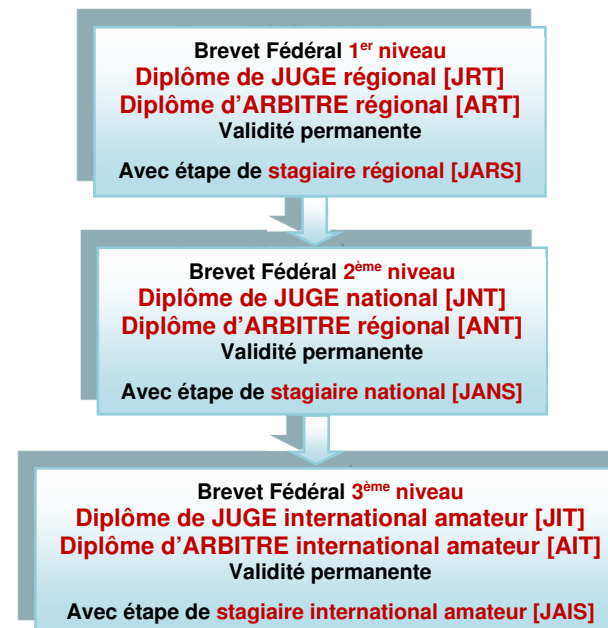 Brevet Fédéral 1er niveau
Diplôme de JUGE régional [JRT]
Diplôme d'ARBITRE régional [ART]
Validité permanente
Avec étape de stagiaire régional [JARS]
Brevet Fédéral 2ème niveau
Diplôme de JUGE national [JNT]
Diplôme d'ARBITRE régional [ANT]
Validité permanente
Avec étape de stagiaire national [JANS]
Brevet Fédéral 3ème niveau
Diplôme de JUGE international amateur [JIT]
Diplôme d'ARBITRE international amateur [AIT]
Validité permanente
Avec étape de stagiaire international amateur [JAIS]